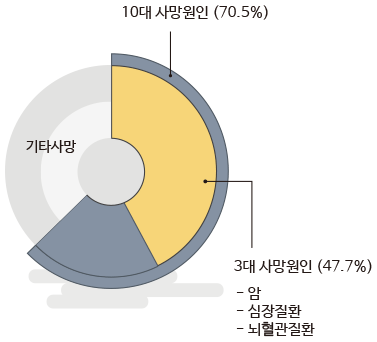 10대 사망원인 (70.5%)
기타사망
3대 사망원인 (47.7%)
- 암
- 심장질환
- 뇌혈관질환